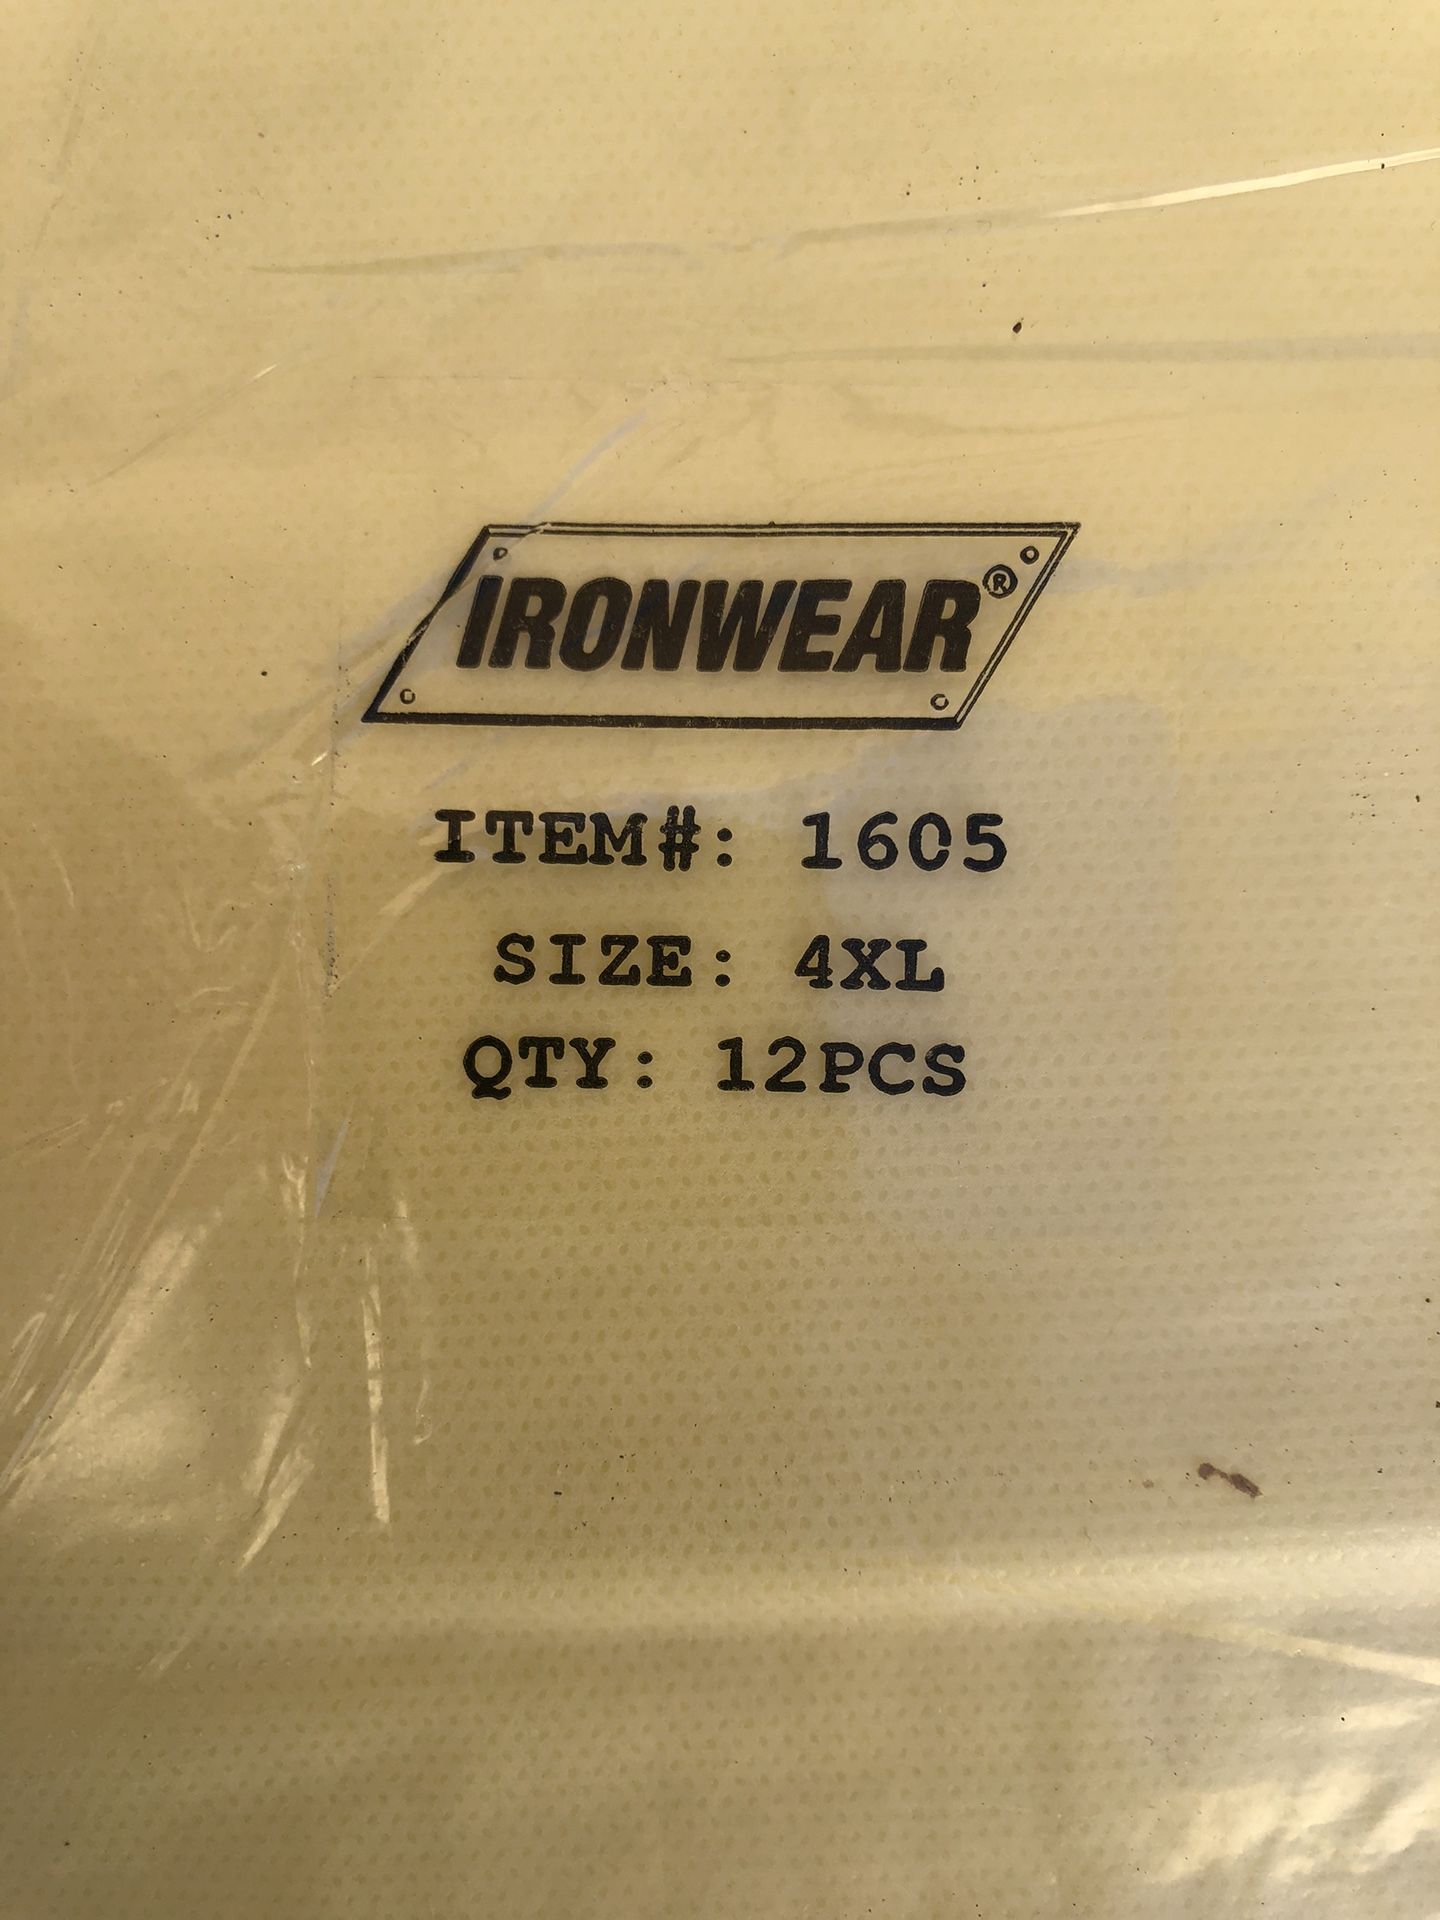 IRONWEAR®
ITEM#: 1605
SIZE: 4XL
QTY: 12PCS